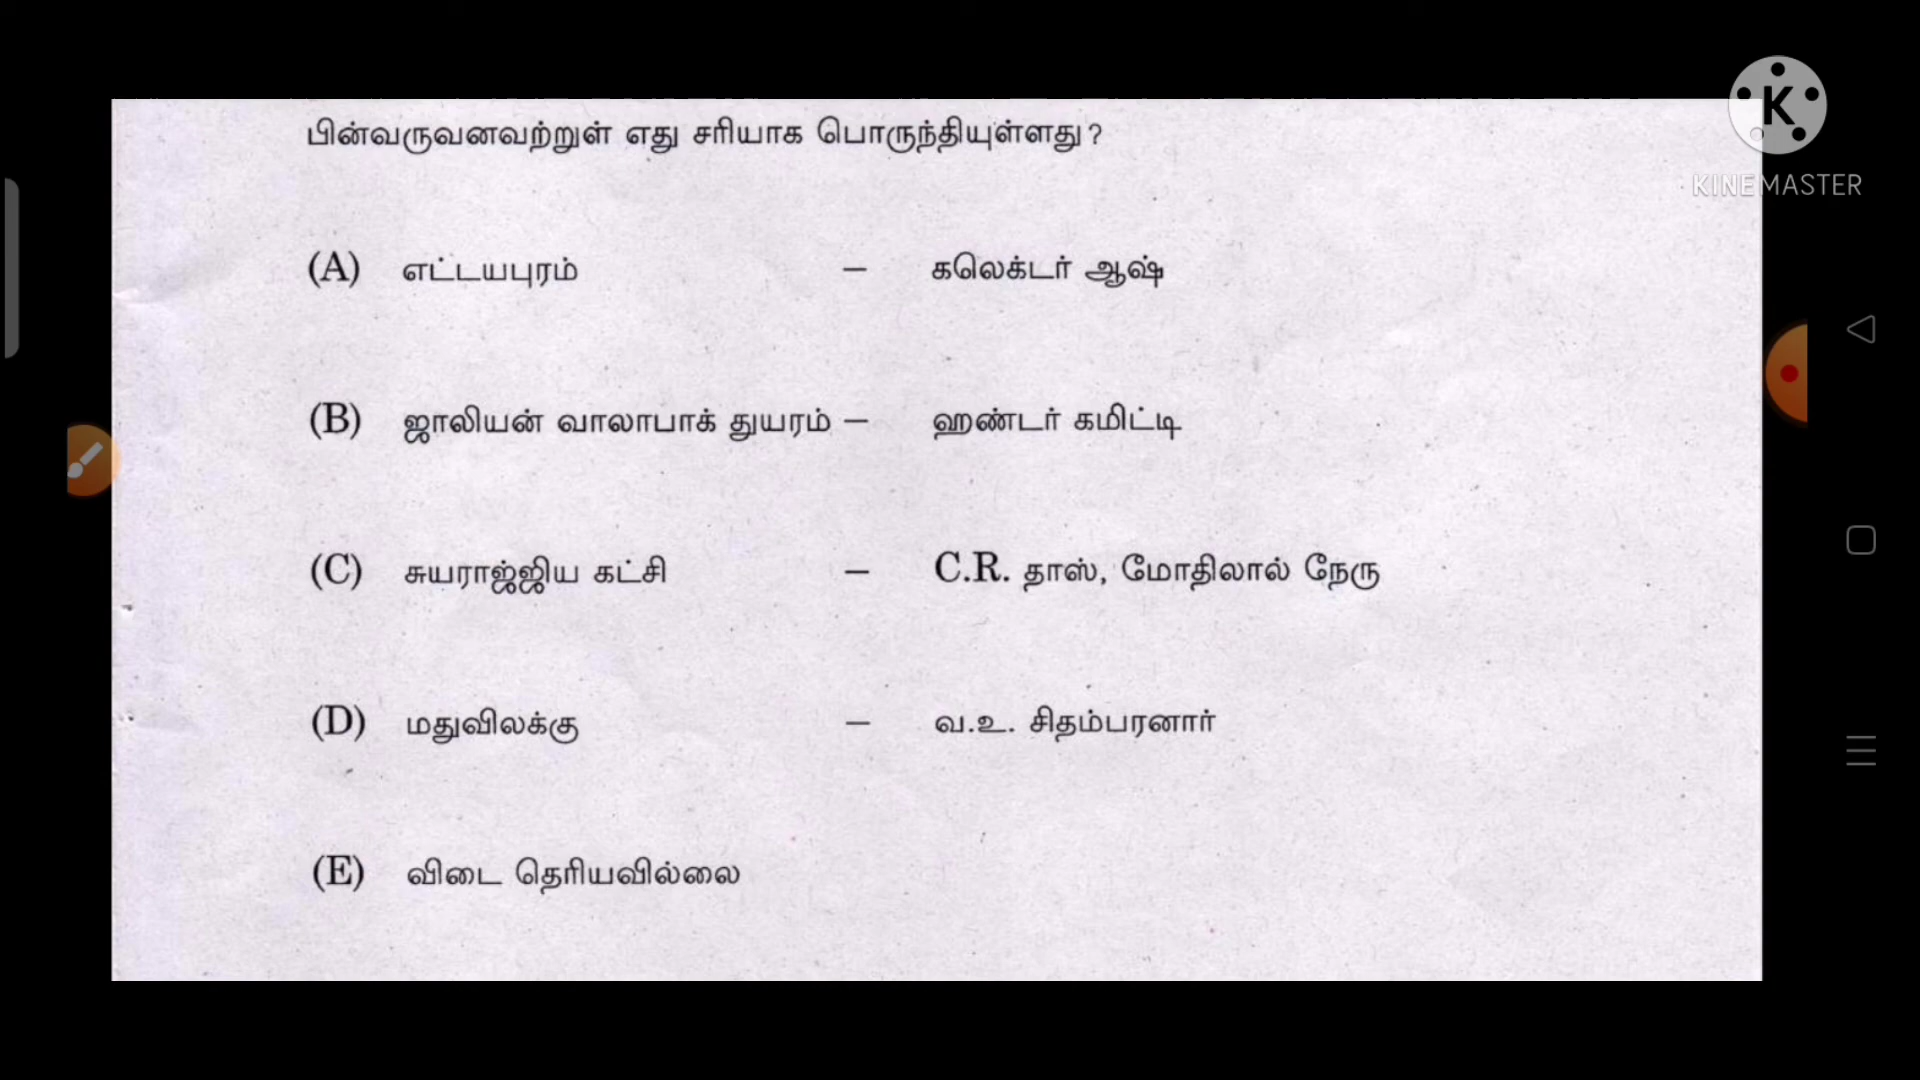 பின்வருவனவற்றுள் எது சரியாக பொருந்தியுள்ளது ?
KINEMASTER
(A) எட்டயபுரம் – கலெக்டர் ஆஷ்
(B) ஜாலியன் வாலாபாக் துயரம் – ஹண்டர் கமிட்டி
(C) சுயராஜ்ஜிய கட்சி – C.R. தாஸ், மோதிலால் நேரு
(D) மதுவிலக்கு – வ.உ. சிதம்பரனார்
(E) விடை தெரியவில்லை